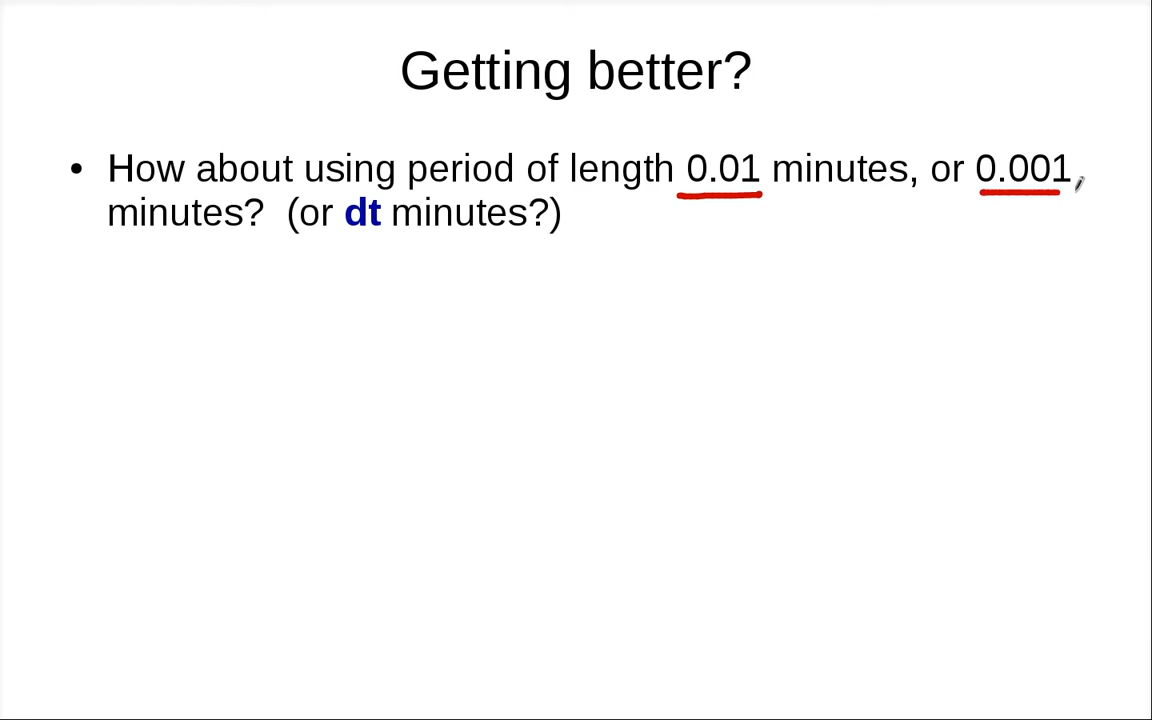 Getting better?
• How about using period of length 0.01 minutes, or 0.001,
minutes? (or dt minutes?)